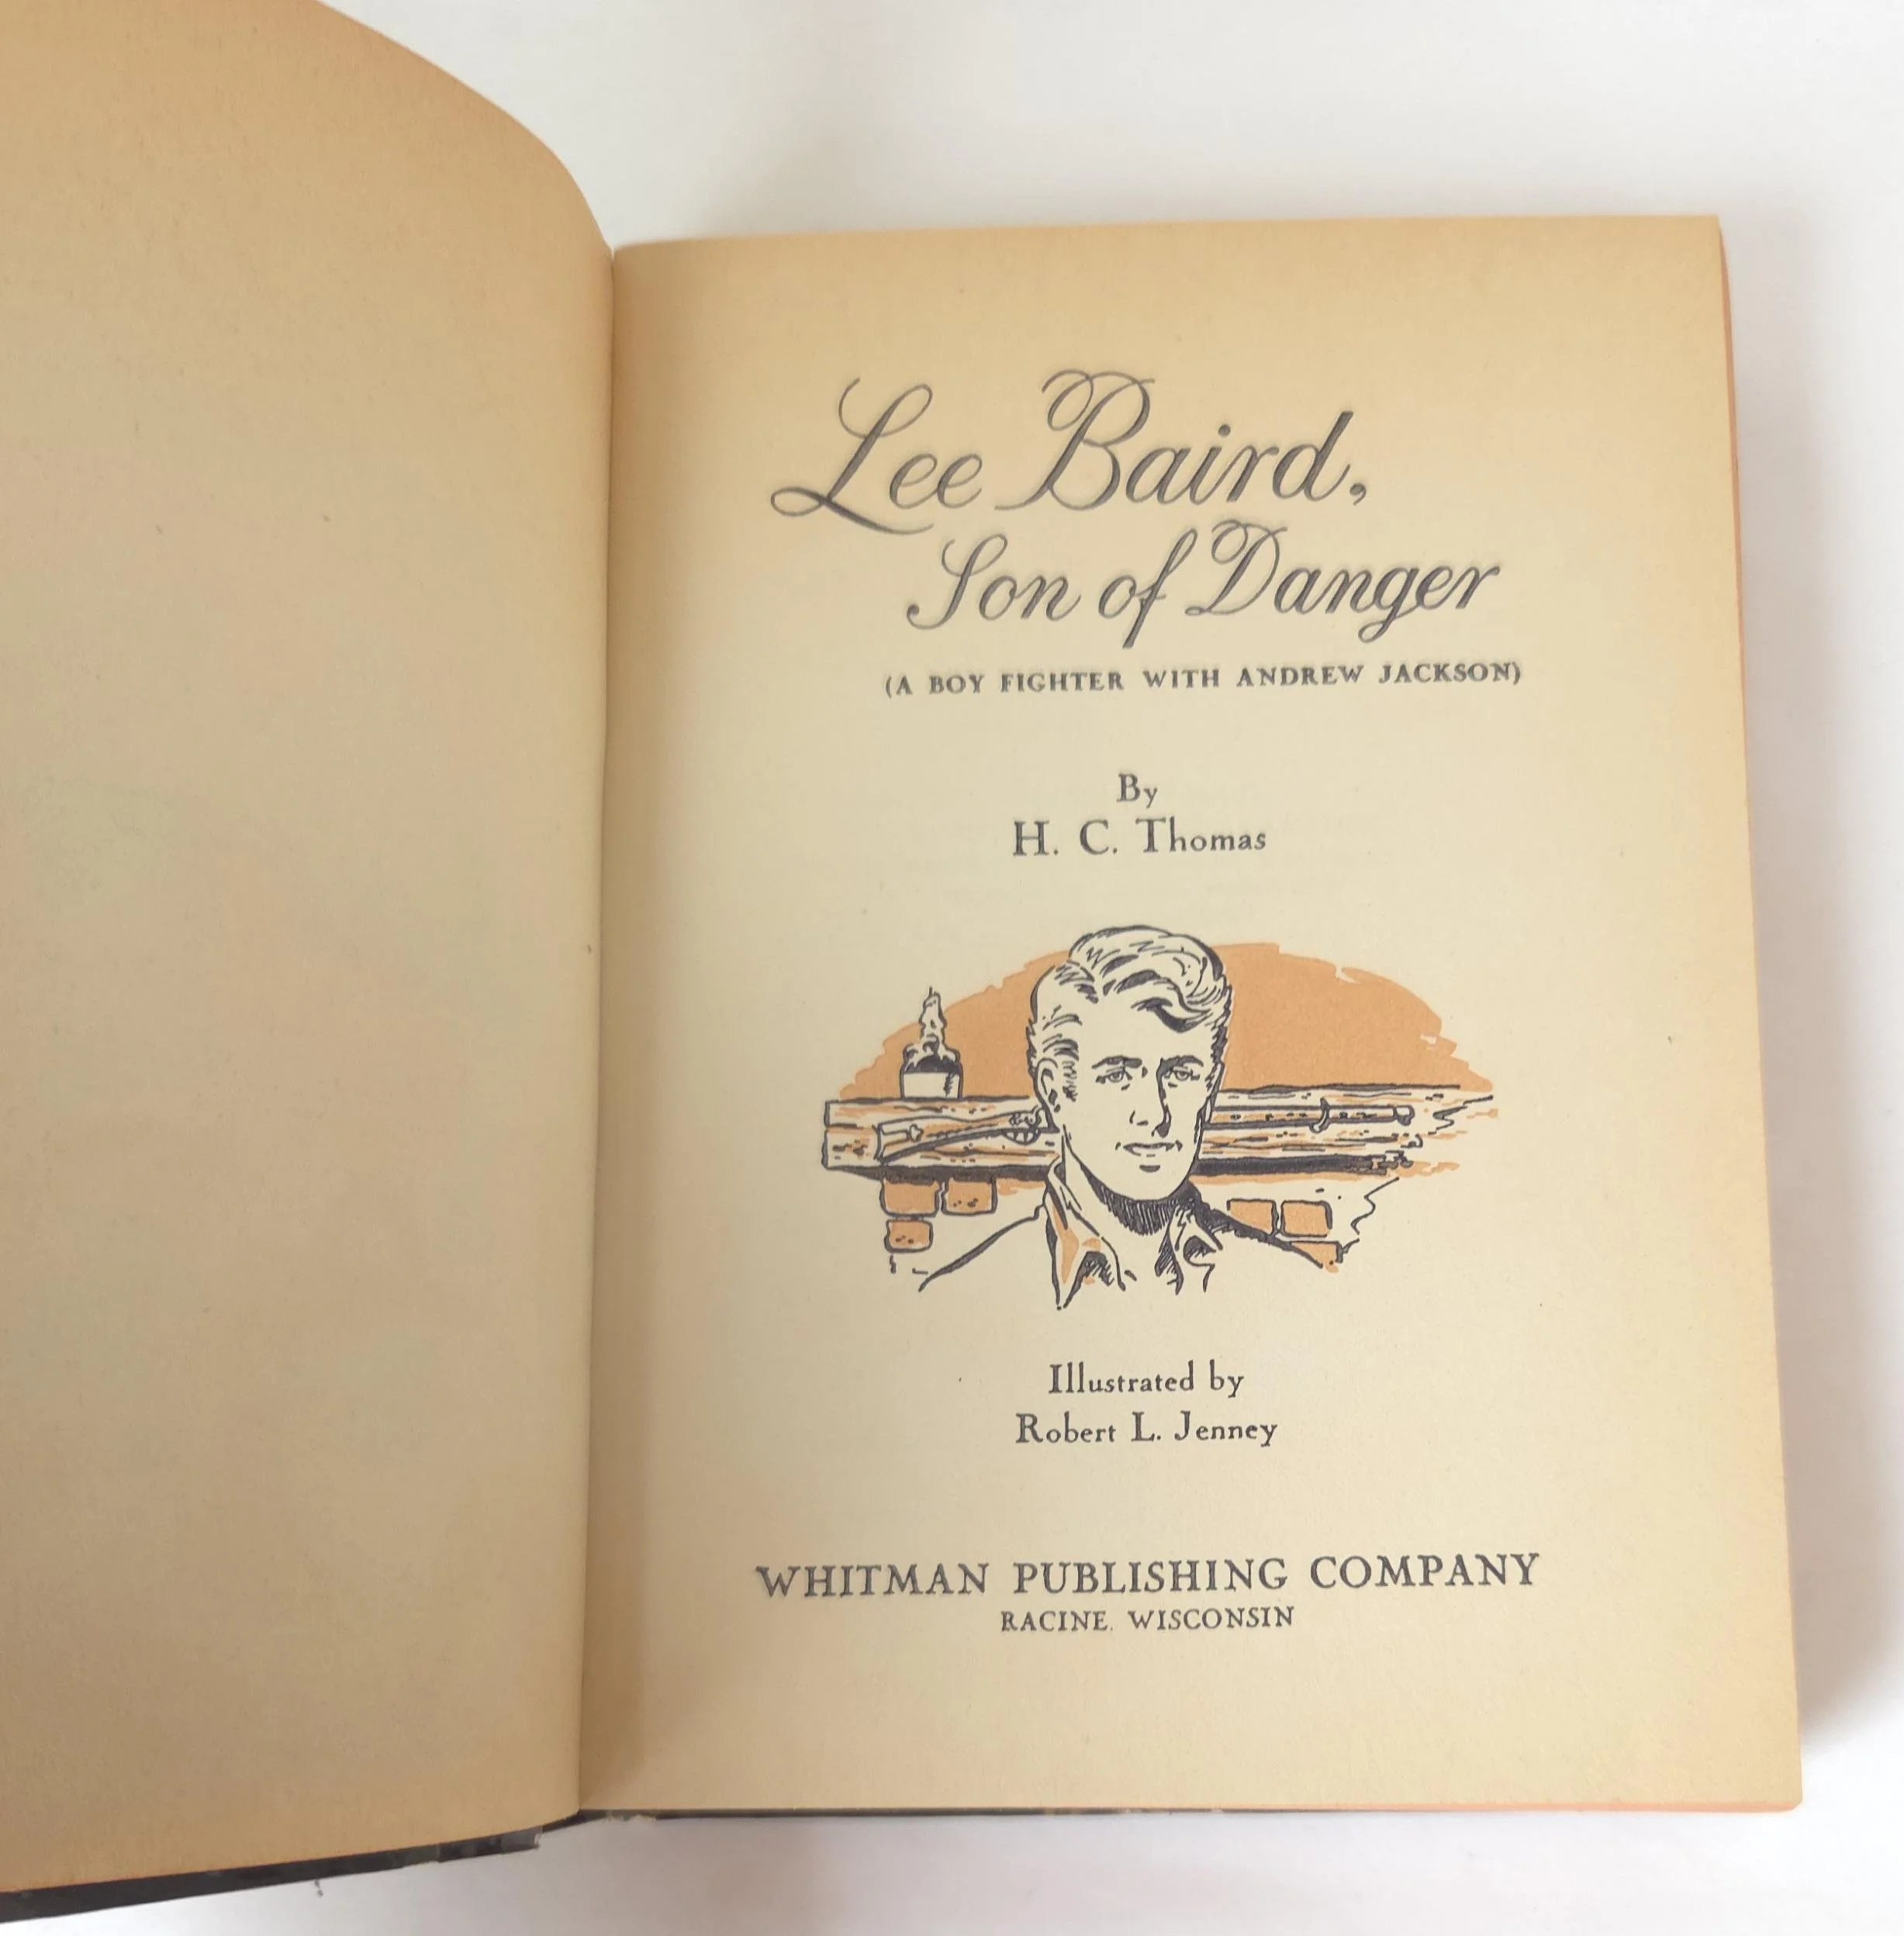 Lee Baird,
Son of Danger
(A BOY FIGHTER WITH ANDREW JACKSON)
By
H. C. Thomas
Illustrated by
Robert L. Jenney
WHITMAN PUBLISHING COMPANY
RACINE, WISCONSIN